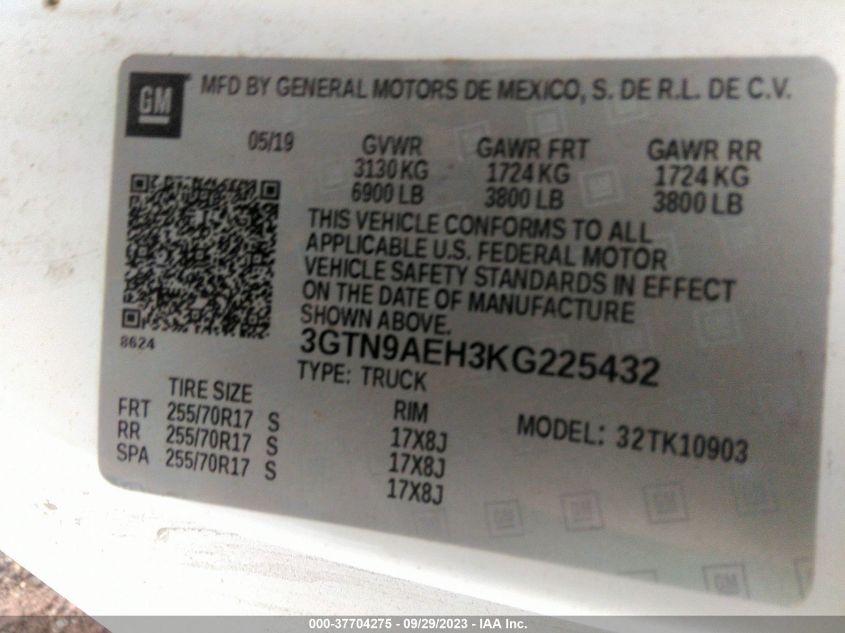 GM
MFD BY GENERAL MOTORS DE MEXICO, S. DE R.L. DE C.V.
05/19 GVWR GAWR FRT GAWR RR
3130 KG 1724 KG 1724 KG
6900 LB 3800 LB 3800 LB
THIS VEHICLE CONFORMS TO ALL
APPLICABLE U.S. FEDERAL MOTOR
VEHICLE SAFETY STANDARDS IN EFFECT
ON THE DATE OF MANUFACTURE
SHOWN ABOVE.
8624
3GTN9AEH3KG225432
TYPE: TRUCK
TIRE SIZE RIM MODEL: 32TK10903
FRT 255/70R17 S 17X8J
RR 255/70R17 S 17X8J
SPA 255/70R17 S 17X8J
GM
000-37704275 - 09/29/2023 - IAA Inc.